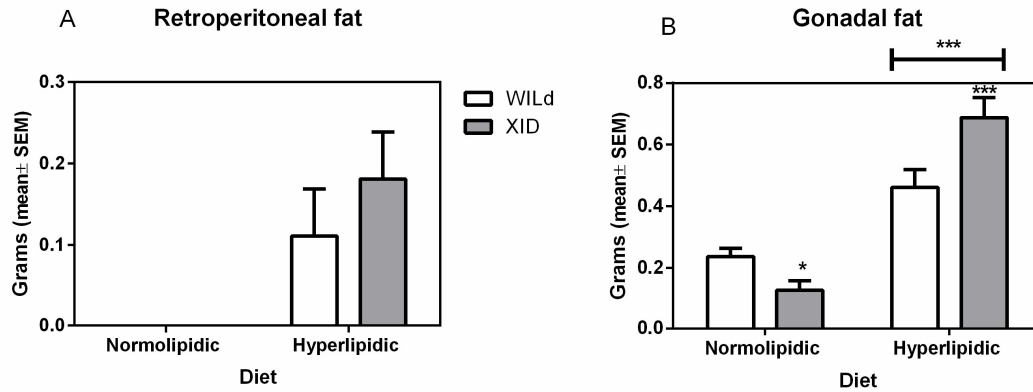 A
Retroperitoneal fat
Grams (mean± SEM)
0.3
0.2
0.1
0.0
Normolipidic
Hyperlipidic
Diet
WILd
XID
B
Gonadal fat
***
Grams (mean± SEM)
0.8
0.6
0.4
0.2
0.0
*
***
Normolipidic
Hyperlipidic
Diet